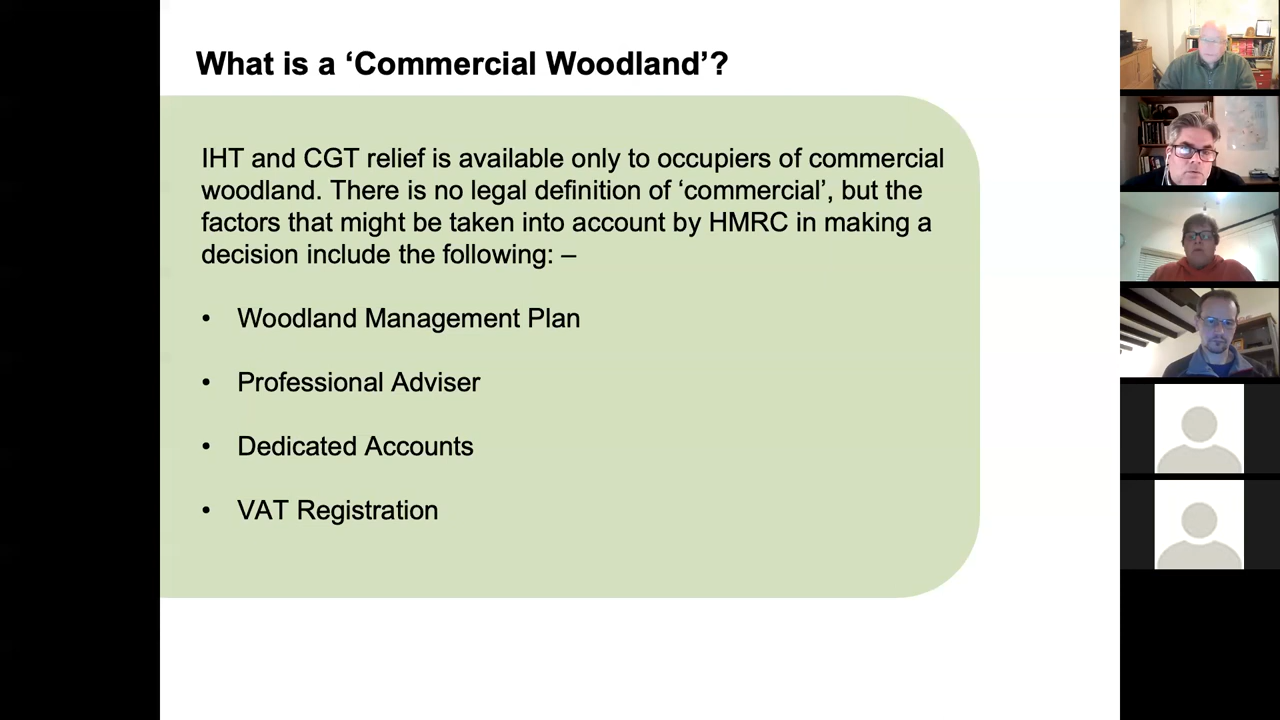 What is a ‘Commercial Woodland’?
IHT and CGT relief is available only to occupiers of commercial
woodland. There is no legal definition of ‘commercial’, but the
factors that might be taken into account by HMRC in making a
decision include the following: –
• Woodland Management Plan
• Professional Adviser
• Dedicated Accounts
• VAT Registration